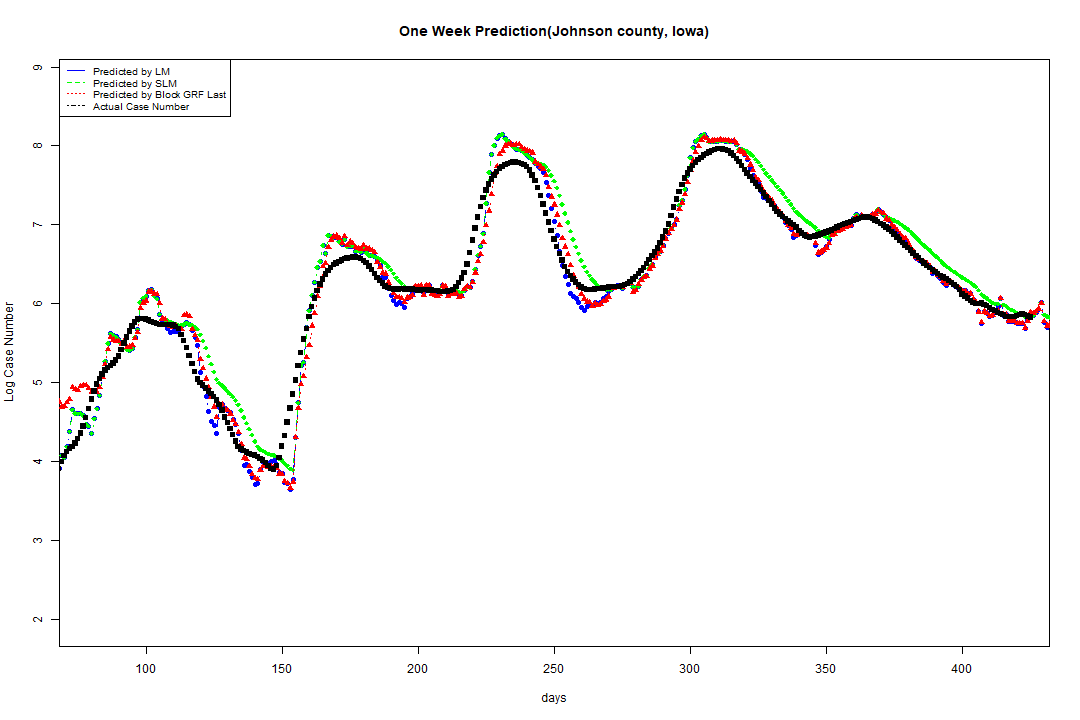 One Week Prediction(Johnson county, Iowa)
Predicted by LM
Predicted by SLM
Predicted by Block GRF Last
Actual Case Number
Log Case Number
9
8
7
6
5
4
3
2
100 150 200 250 300 350 400
days